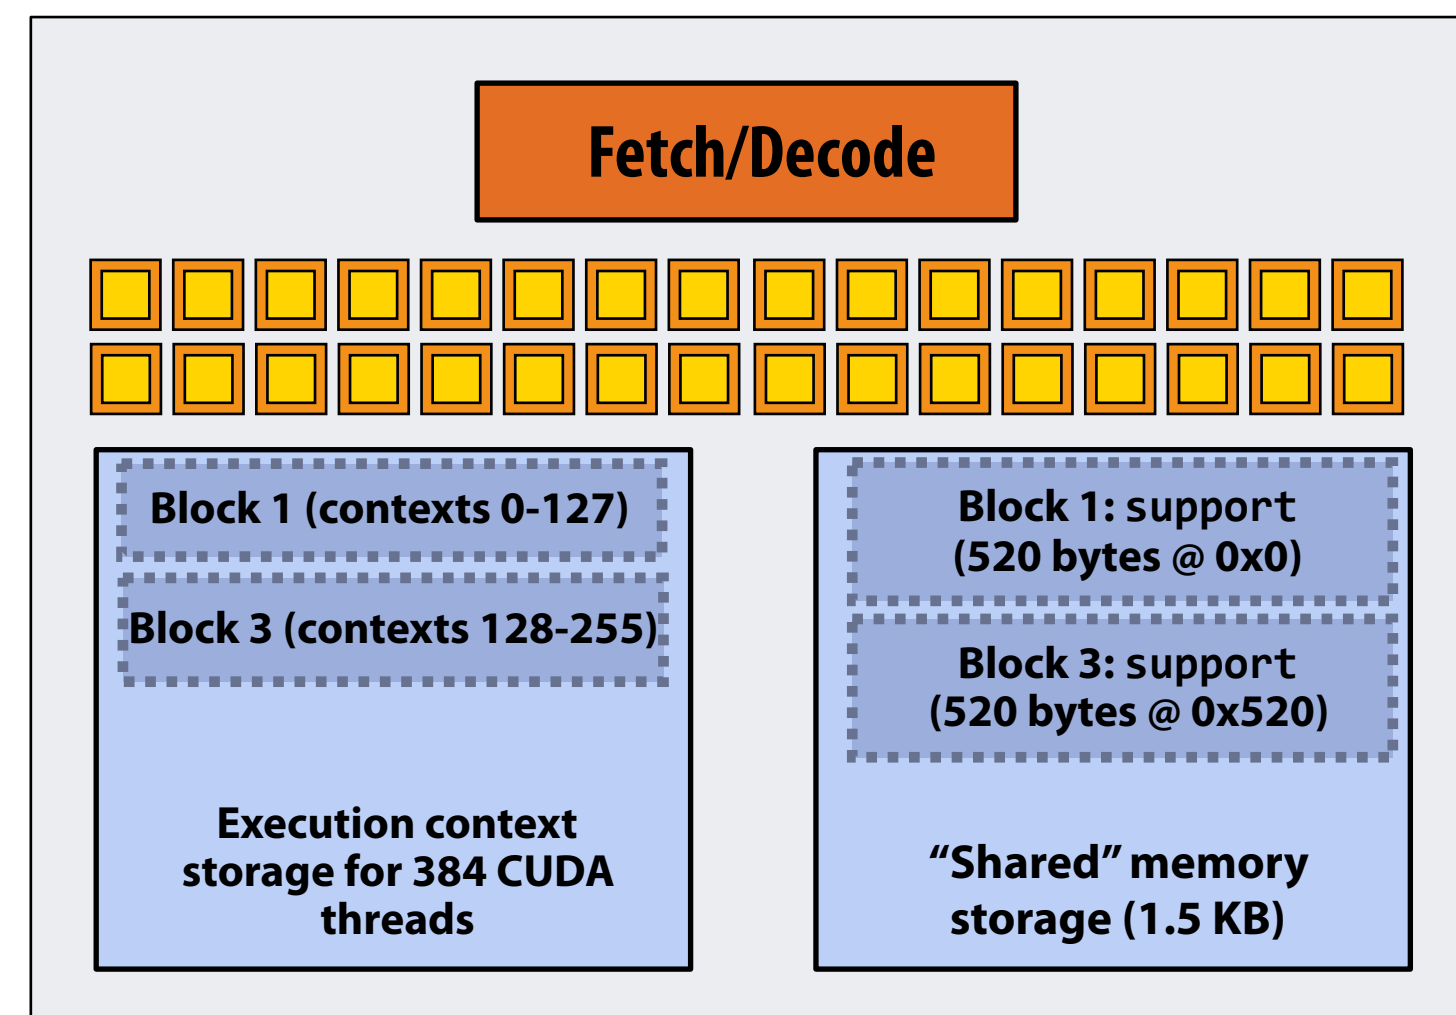 Fetch/Decode
Block 1 (contexts 0-127)
Block 3 (contexts 128-255)
Execution context
storage for 384 CUDA
threads
Block 1: support
(520 bytes @ 0x0)
Block 3: support
(520 bytes @ 0x520)
“Shared” memory
storage (1.5 KB)